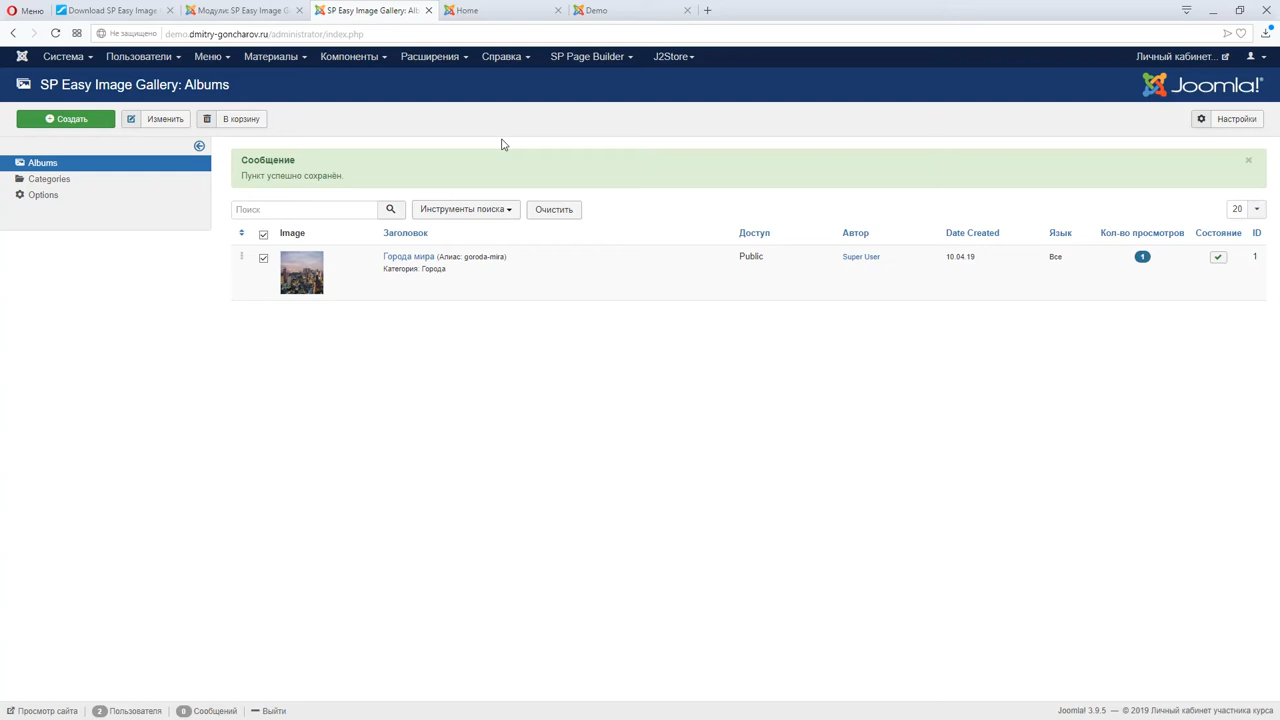 Меню
Download SP Easy Image
Модули: SP Easy Image G
SP Easy Image Gallery: Alb
Home
Demo
Не защищено
demo.dmitry-goncharov.ru/administrator/index.php
Система
Пользователи
Меню
Материалы
Компоненты
Расширения
Справка
SP Page Builder
J2Store
Личный кабинет...
SP Easy Image Gallery: Albums
Joomla!
Создать
Изменить
В корзину
Настройки
Albums
Categories
Options
Сообщение
Пункт успешно сохранён.
Поиск
Инструменты поиска
Очистить
20
Image
Заголовок
Доступ
Автор
Date Created
Язык
Кол-во просмотров
Состояние
ID
Города мира (Алиас: goroda-mira)
Категория: Города
Public
Super User
10.04.19
Все
1
1
Просмотр сайта
2 Пользователя
0 Сообщений
Выйти
Joomla! 3.9.5 — © 2019 Личный кабинет участника курса